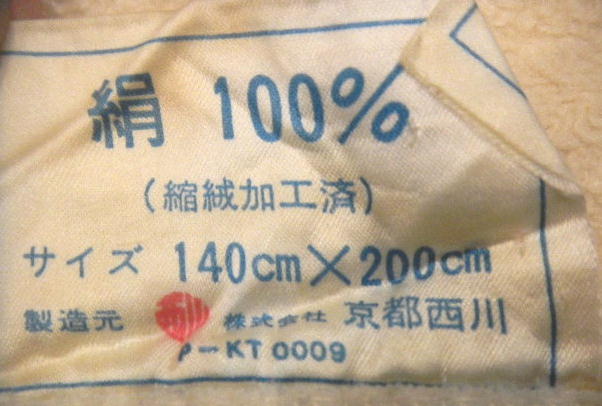 絹 100%
(縮絨加工済)
サイズ 140cm×200cm
製造元 株式会社 京都西川
ρ-KT 0009